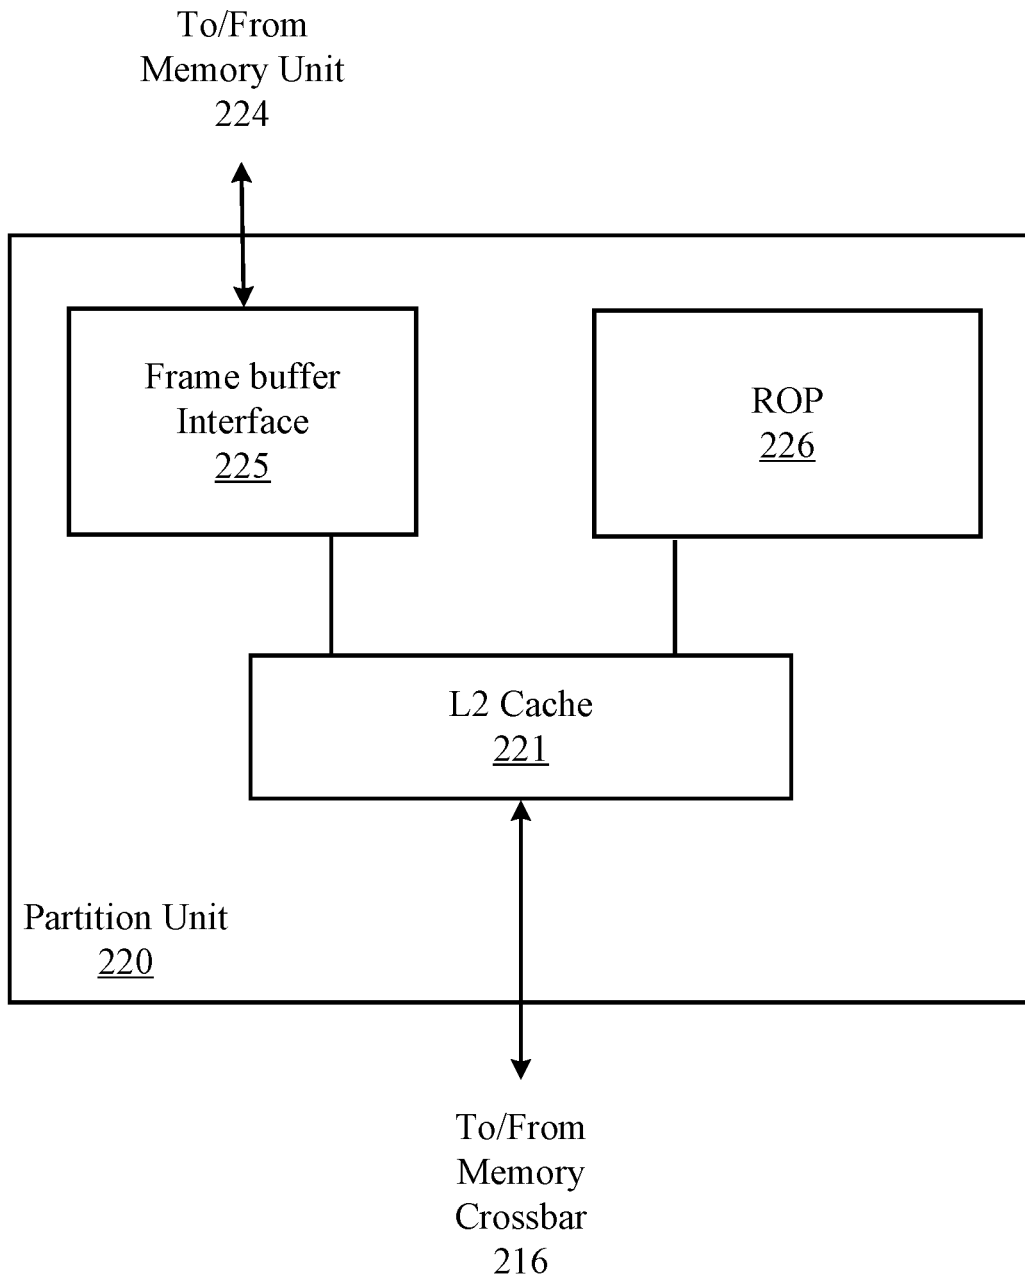 To/From
Memory Unit
224
Frame buffer
Interface
225
ROP
226
L2 Cache
221
Partition Unit
220
To/From
Memory
Crossbar
216